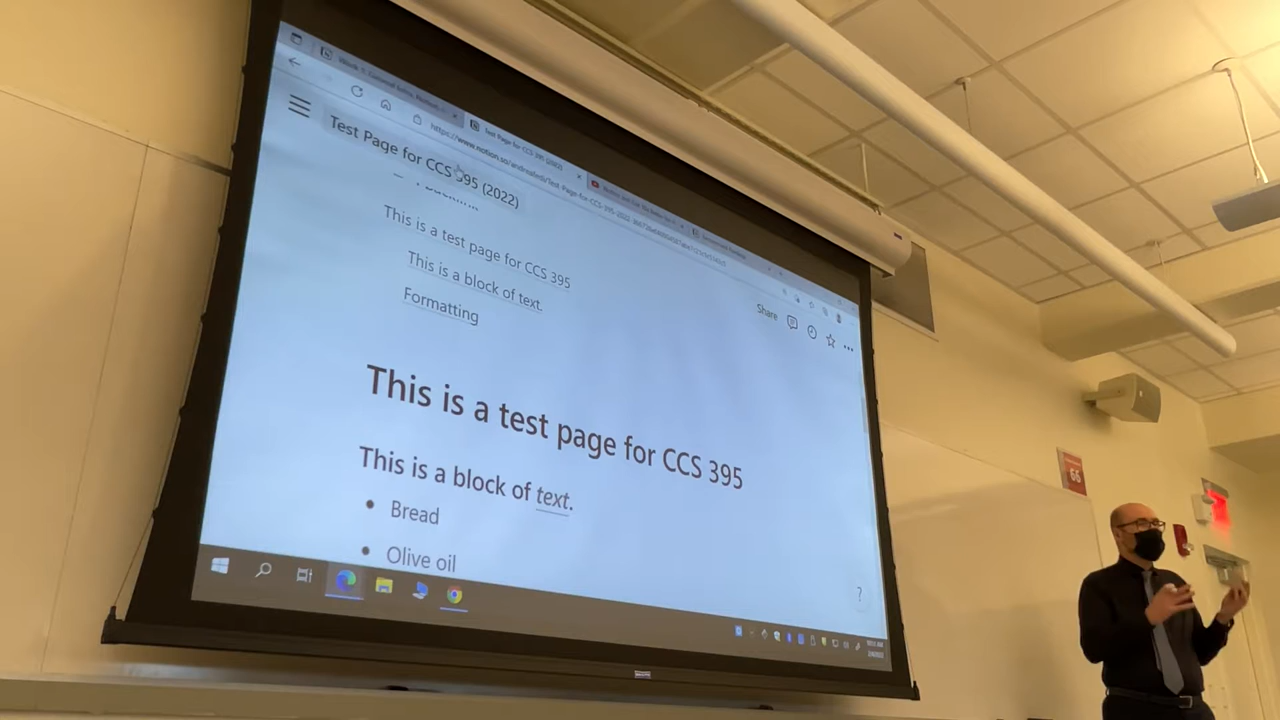 Test Page for CCS 395 (2022)
This is a test page for CCS 395
This is a block of text.
Formatting
Share
This is a test page for CCS 395
This is a block of text.
• Bread
• Olive oil
?
66